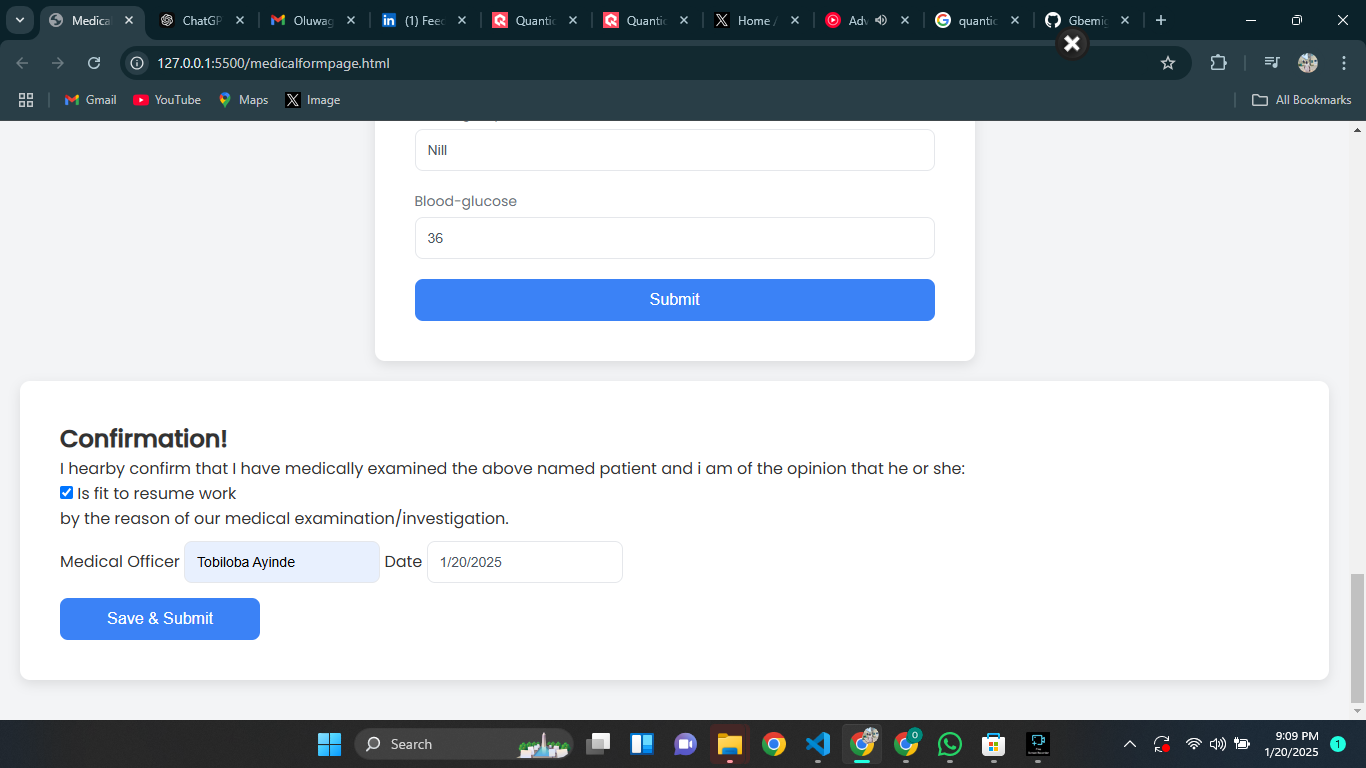 Medica
ChatGP
Oluwag
(1) Feec
Quantic
Quantic
Home /
Adv
quantic
Gbemig
127.0.0.1:5500/medicalformpage.html
Gmail
YouTube
Maps
Image
All Bookmarks
Nill
Blood-glucose
36
Submit
Confirmation!
I hearby confirm that I have medically examined the above named patient and i am of the opinion that he or she:
Is fit to resume work
by the reason of our medical examination/investigation.
Medical Officer Tobiloba Ayinde Date 1/20/2025
Save & Submit
Search
0
9:09 PM
1/20/2025
1